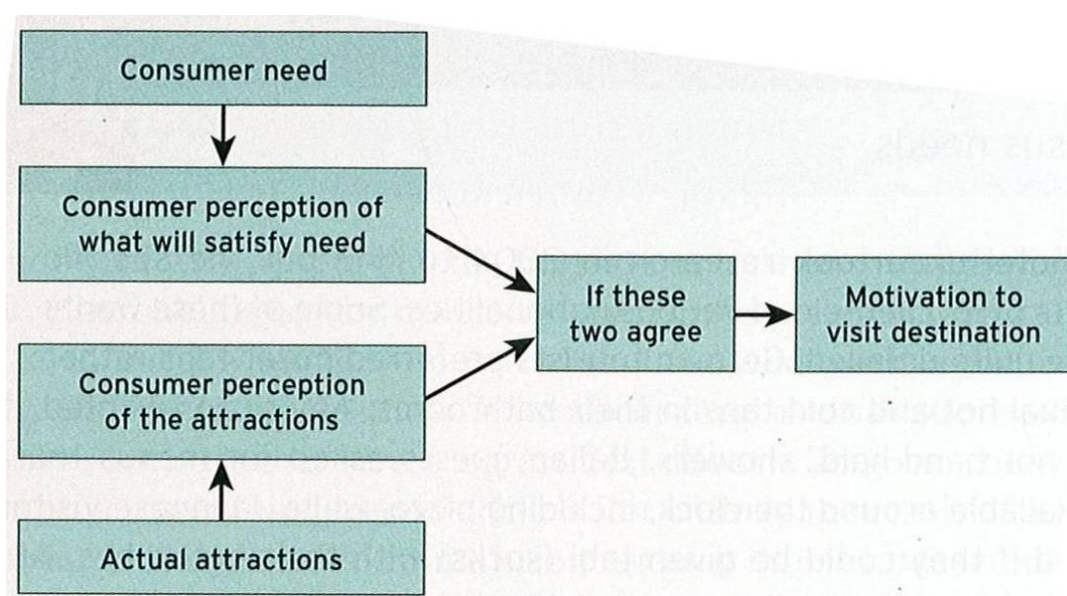 Consumer need
Consumer perception of
what will satisfy need
If these
two agree
Motivation to
visit destination
Consumer perception
of the attractions
Actual attractions